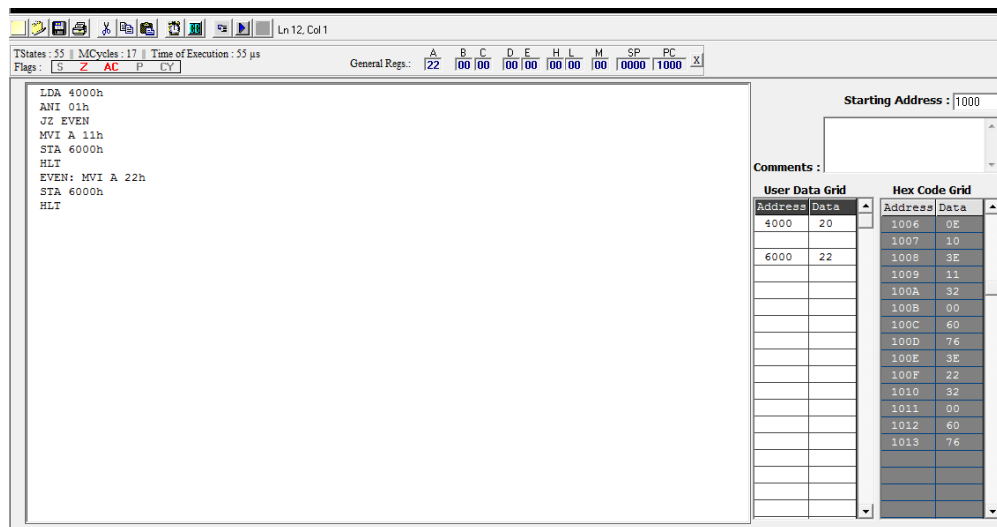 Ln 12, Col 1
TStates : 55 || MCycles : 17 || Time of Execution : 55 µs
Flags : S Z AC P CY
General Regs.: A 22 B C 00 00 D E 00 00 H L 00 00 M 00 SP 0000 PC 1000 X
LDA 4000h
ANI 01h
JZ EVEN
MVI A 11h
STA 6000h
HLT
EVEN: MVI A 22h
STA 6000h
HLT
Starting Address : 1000
Comments :
User Data Grid
Address Data
4000 20
6000 22
Hex Code Grid
Address Data
1006 0E
1007 10
1008 3E
1009 11
100A 32
100B 00
100C 60
100D 76
100E 3E
100F 22
1010 32
1011 00
1012 60
1013 76